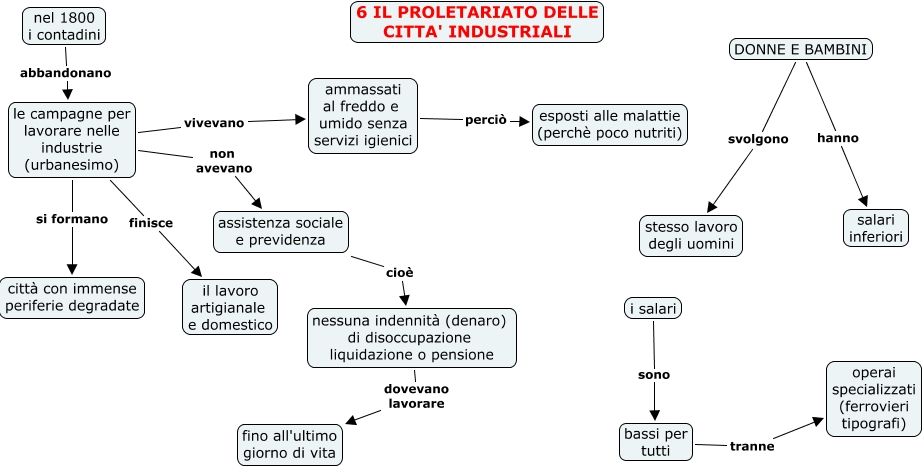 6 IL PROLETARIATO DELLE
CITTA' INDUSTRIALI
nel 1800
i contadini
abbandonano
le campagne per
lavorare nelle
industrie
(urbanesimo)
vivevano
ammassati
al freddo e
umido senza
servizi igienici
perciò
esposti alle malattie
(perchè poco nutriti)
non
avevano
assistenza sociale
e previdenza
cioè
nessuna indennità (denaro)
di disoccupazione
liquidazione o pensione
dovevano
lavorare
fino all'ultimo
giorno di vita
si formano
città con immense
periferie degradate
finisce
il lavoro
artigianale
e domestico
DONNE E BAMBINI
svolgono
stesso lavoro
degli uomini
hanno
salari
inferiori
i salari
sono
bassi per
tutti
tranne
operai
specializzati
(ferrovieri
tipografi)